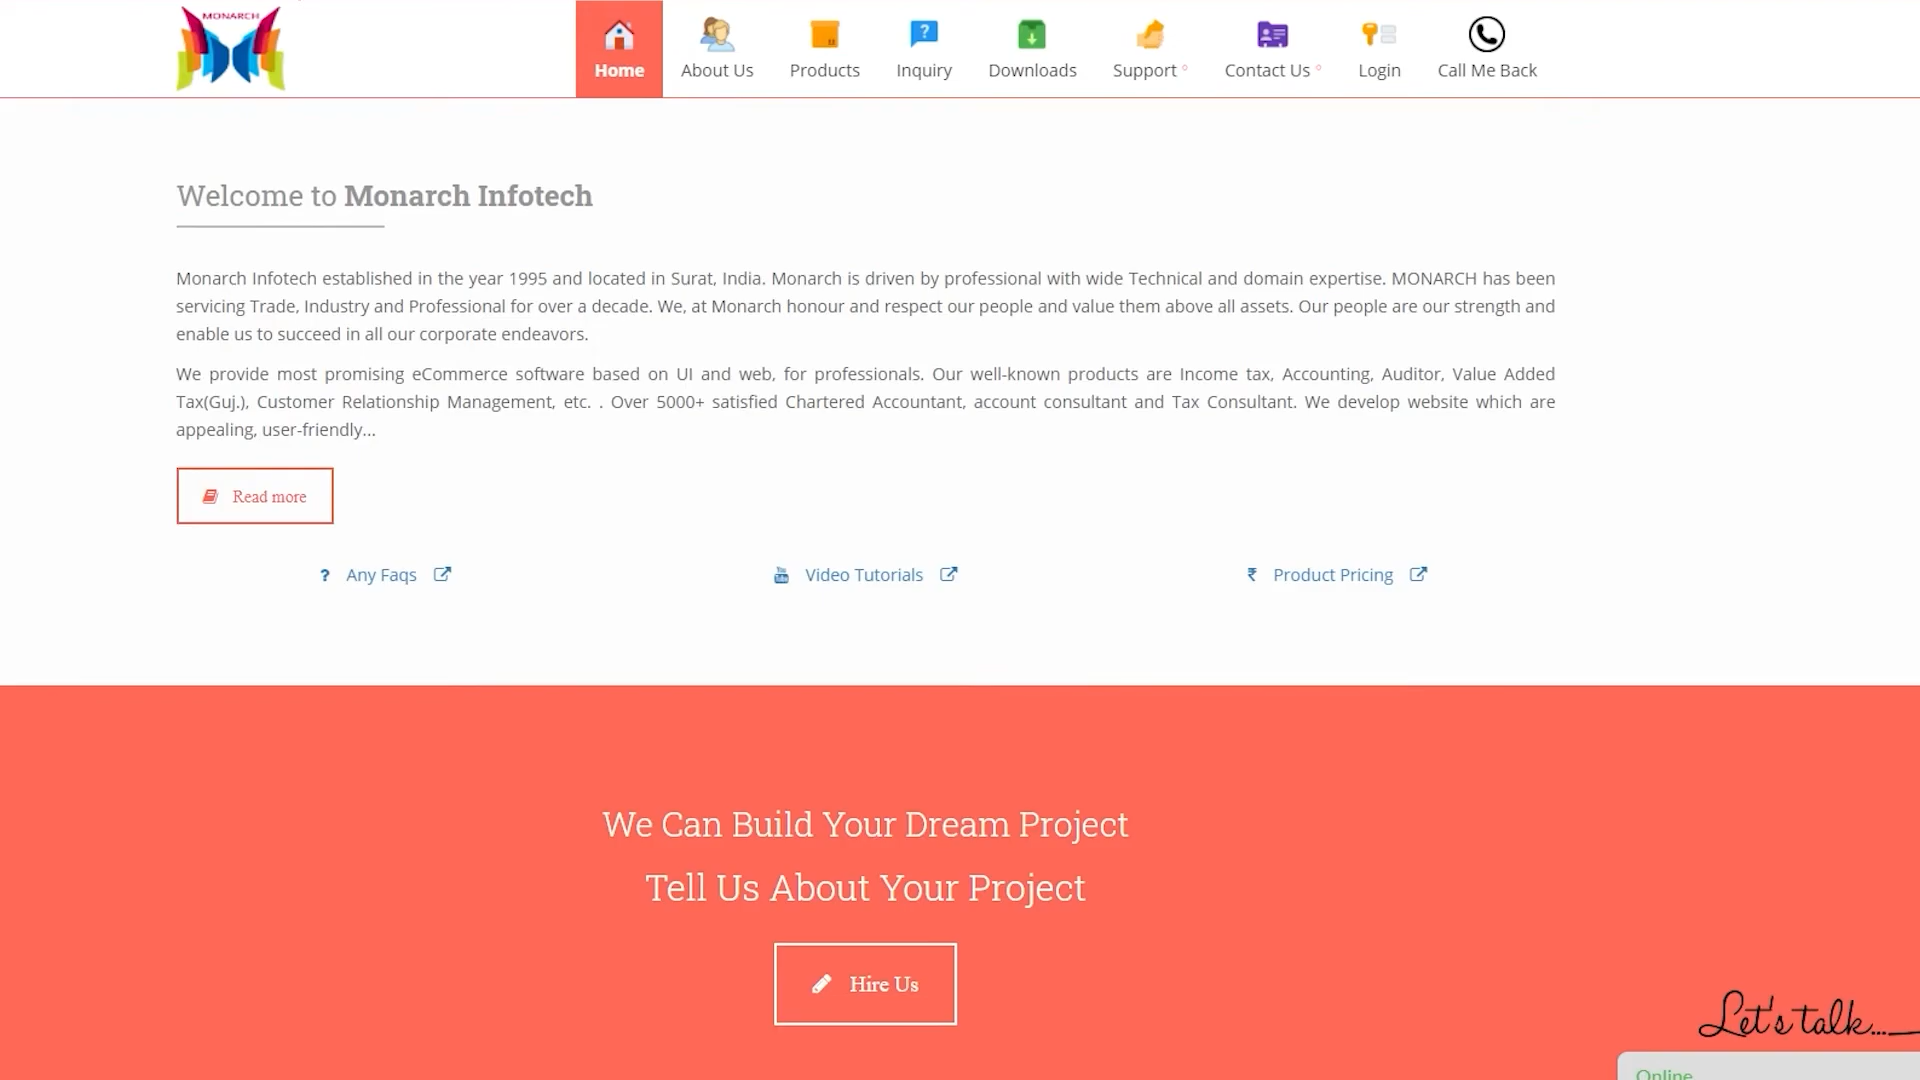 MONARCH
Home
About Us
Products
Inquiry
Downloads
Support
Contact Us
Login
Call Me Back
Welcome to Monarch Infotech
Monarch Infotech established in the year 1995 and located in Surat, India. Monarch is driven by professional with wide Technical and domain expertise. MONARCH has been
servicing Trade, Industry and Professional for over a decade. We, at Monarch honour and respect our people and value them above all assets. Our people are our strength and
enable us to succeed in all our corporate endeavors.
We provide most promising eCommerce software based on UI and web, for professionals. Our well-known products are Income tax, Accounting, Auditor, Value Added
Tax(Guj.), Customer Relationship Management, etc. . Over 5000+ satisfied Chartered Accountant, account consultant and Tax Consultant. We develop website which are
appealing, user-friendly...
Read more
? Any Faqs
You Tube Video Tutorials
₹ Product Pricing
We Can Build Your Dream Project
Tell Us About Your Project
Hire Us
Let's talk...
Online